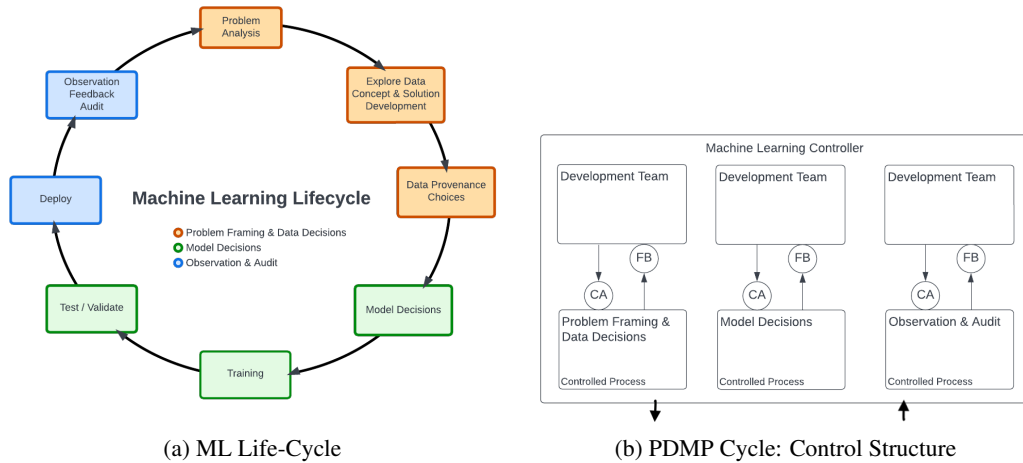 Problem
Analysis
Explore Data
Concept & Solution
Development
Data Provenance
Choices
Model Decisions
Training
Test / Validate
Deploy
Observation
Feedback
Audit
Machine Learning Lifecycle
Problem Framing & Data Decisions
Model Decisions
Observation & Audit
(a) ML Life-Cycle
Machine Learning Controller
Development Team
CA
FB
Problem Framing &
Data Decisions
Controlled Process
Development Team
CA
FB
Model Decisions
Controlled Process
Development Team
CA
FB
Observation & Audit
Controlled Process
(b) PDMP Cycle: Control Structure